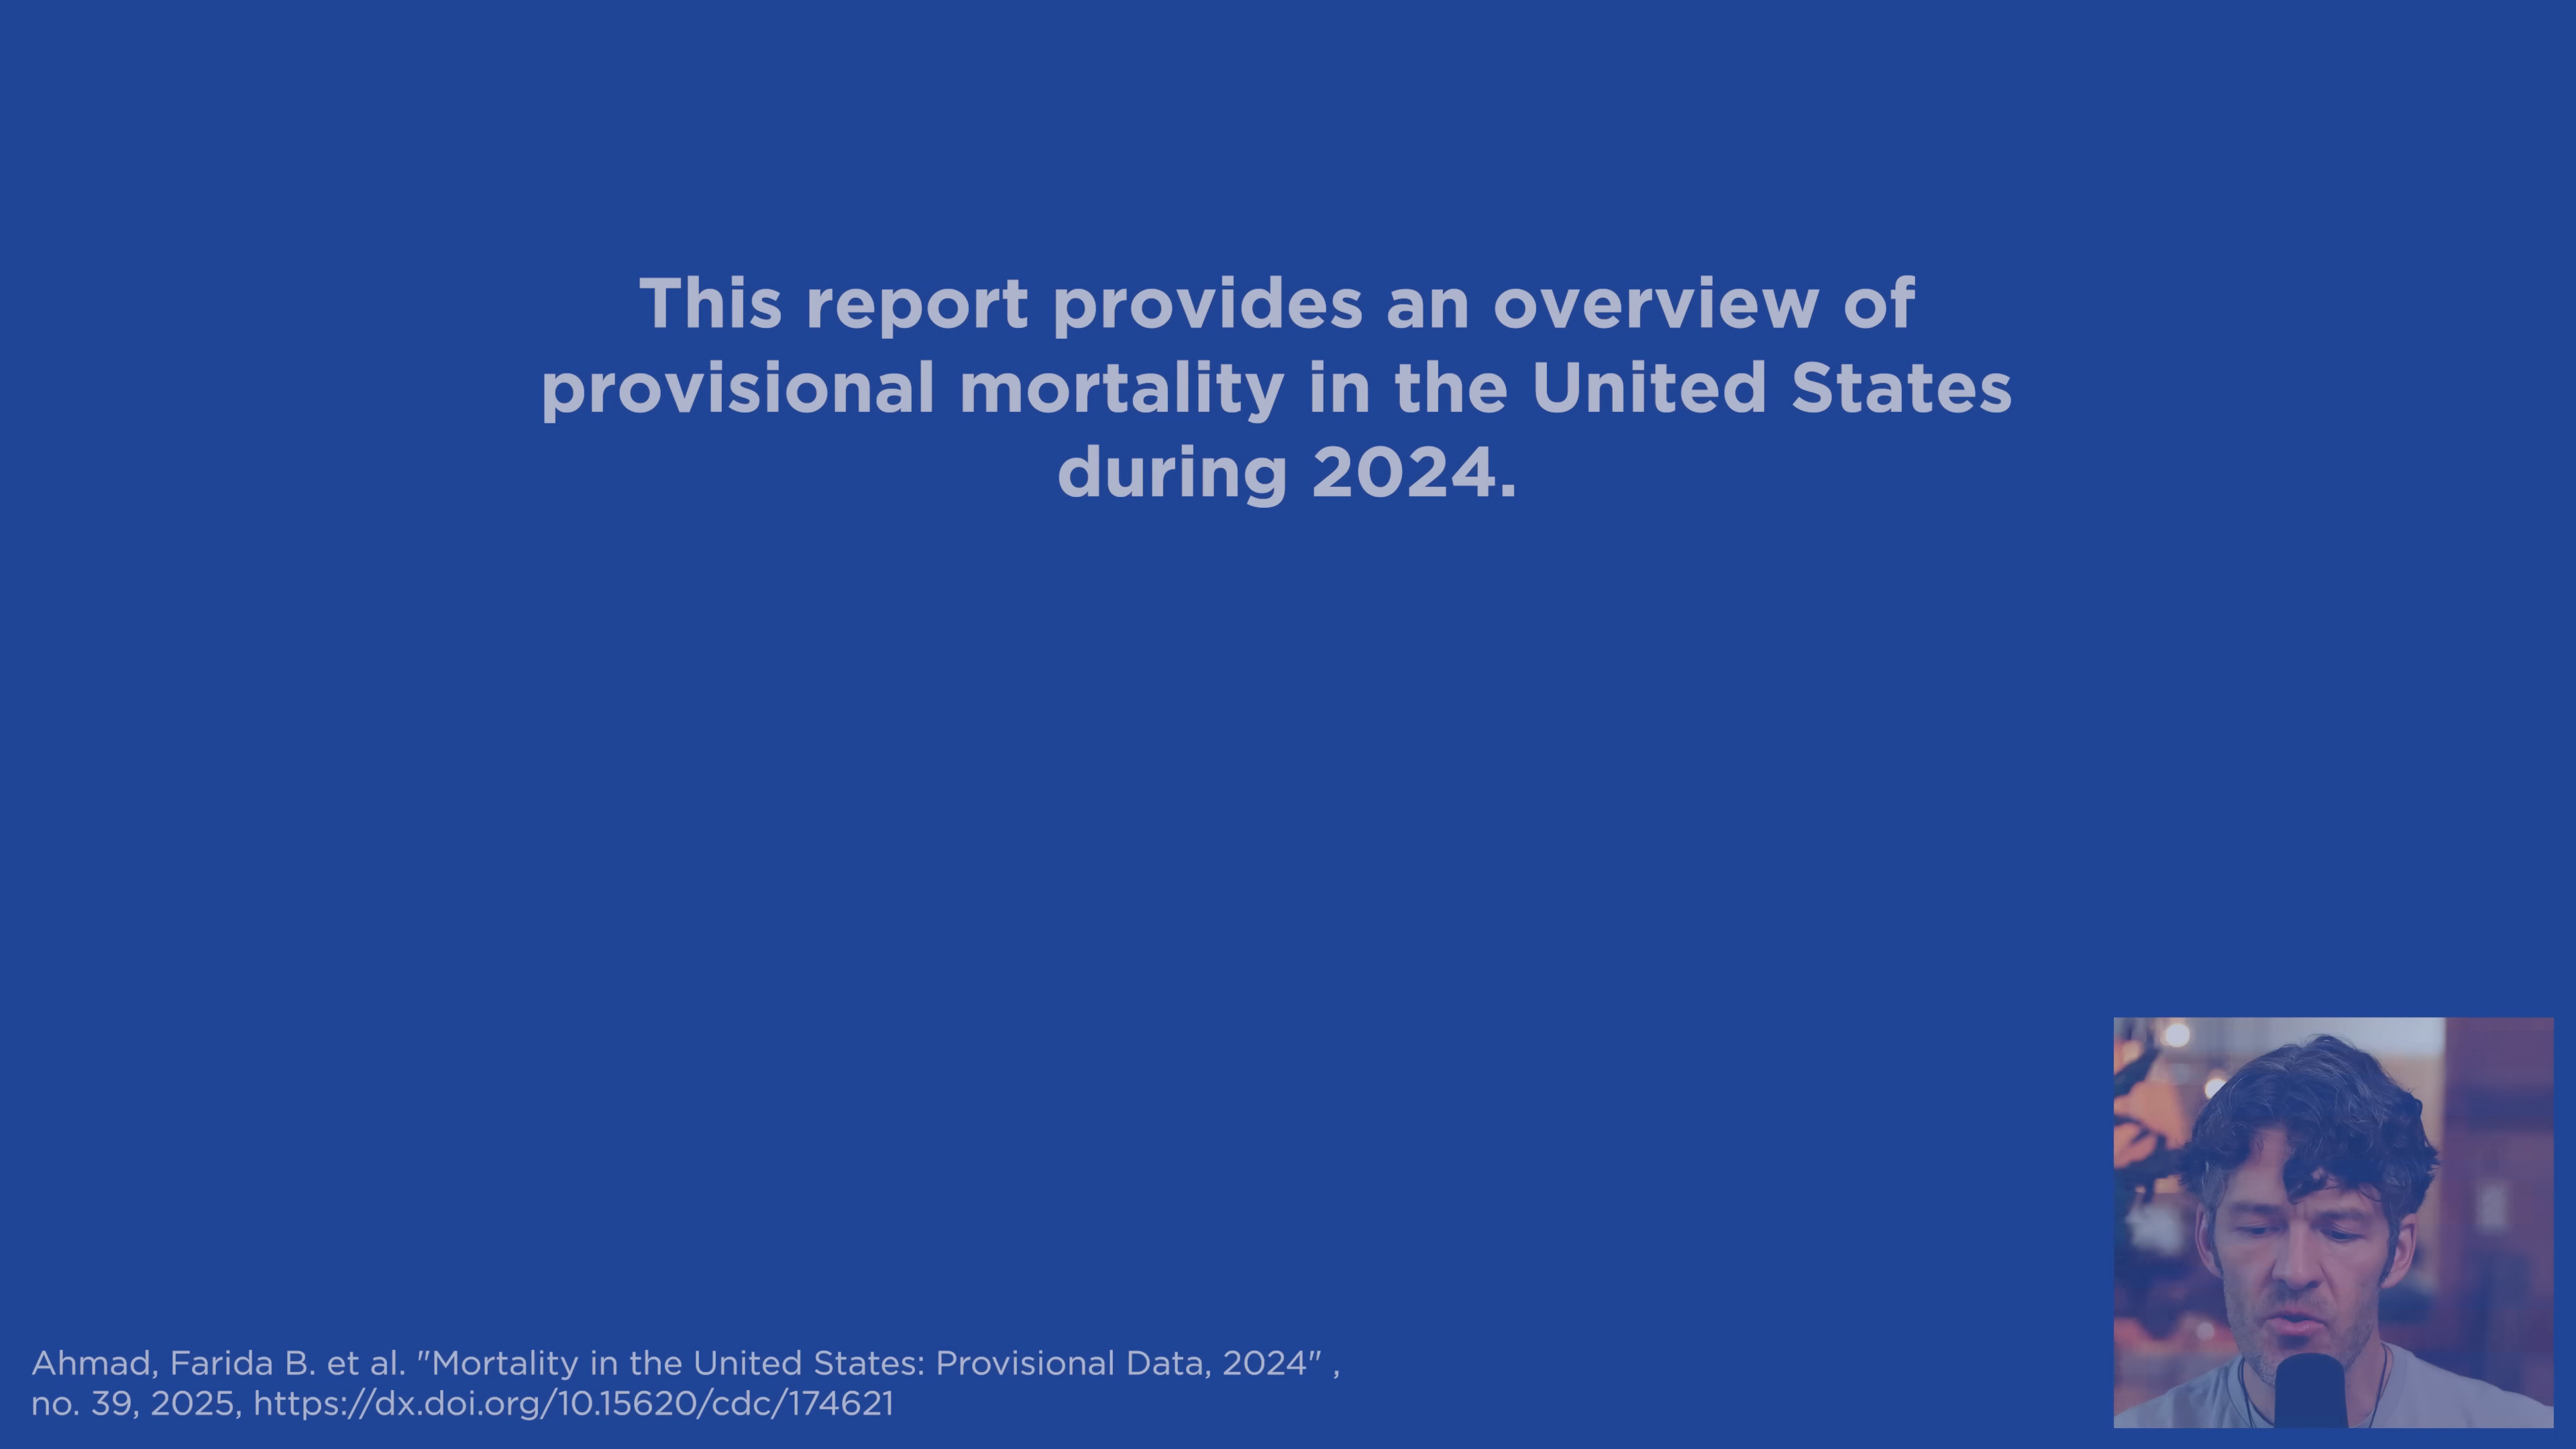 This report provides an overview of
provisional mortality in the United States
during 2024.
Ahmad, Farida B. et al. "Mortality in the United States: Provisional Data, 2024" ,
no. 39, 2025, https://dx.doi.org/10.15620/cdc/174621